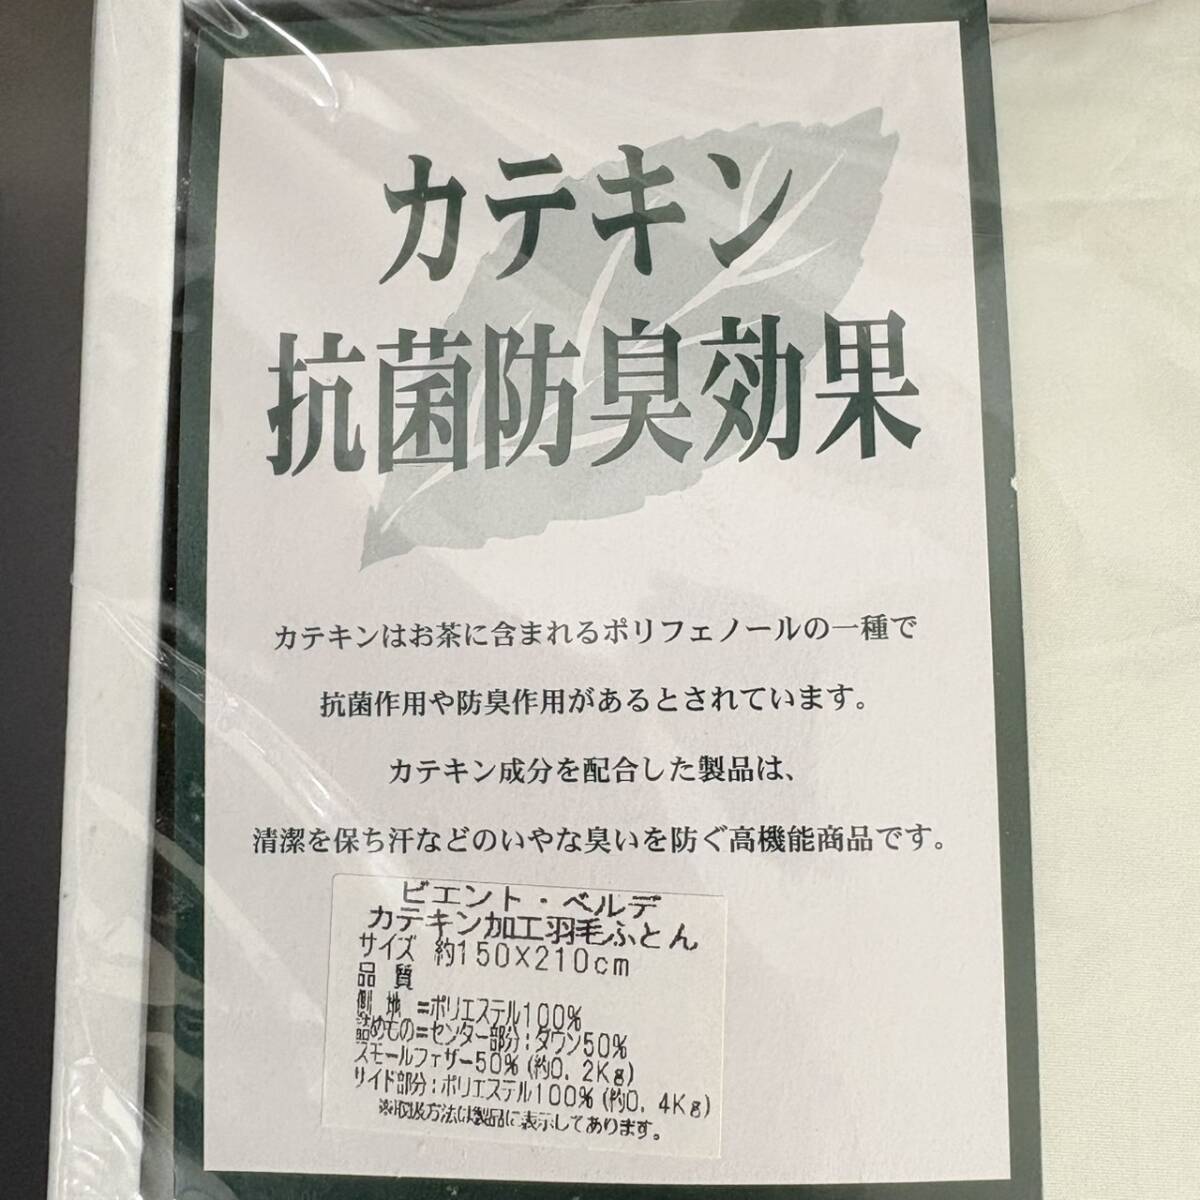 カテキン
抗菌防臭効果
カテキンはお茶に含まれるポリフェノールの一種で
抗菌作用や防臭作用があるとされています。
カテキン成分を配合した製品は、
清潔を保ち汗などのいやな臭いを防ぐ高機能商品です。
ビエント・ベルデ
カテキン加工羽毛ふとん
サイズ 約150X210cm
品 質
側 地 =ポリエステル100%
詰めもの=センター部分:ダウン50%
スモールフェザー50%(約0.2Kg)
サイド部分:ポリエステル100%(約0.4Kg)
※取扱方法は製品に表示してあります。